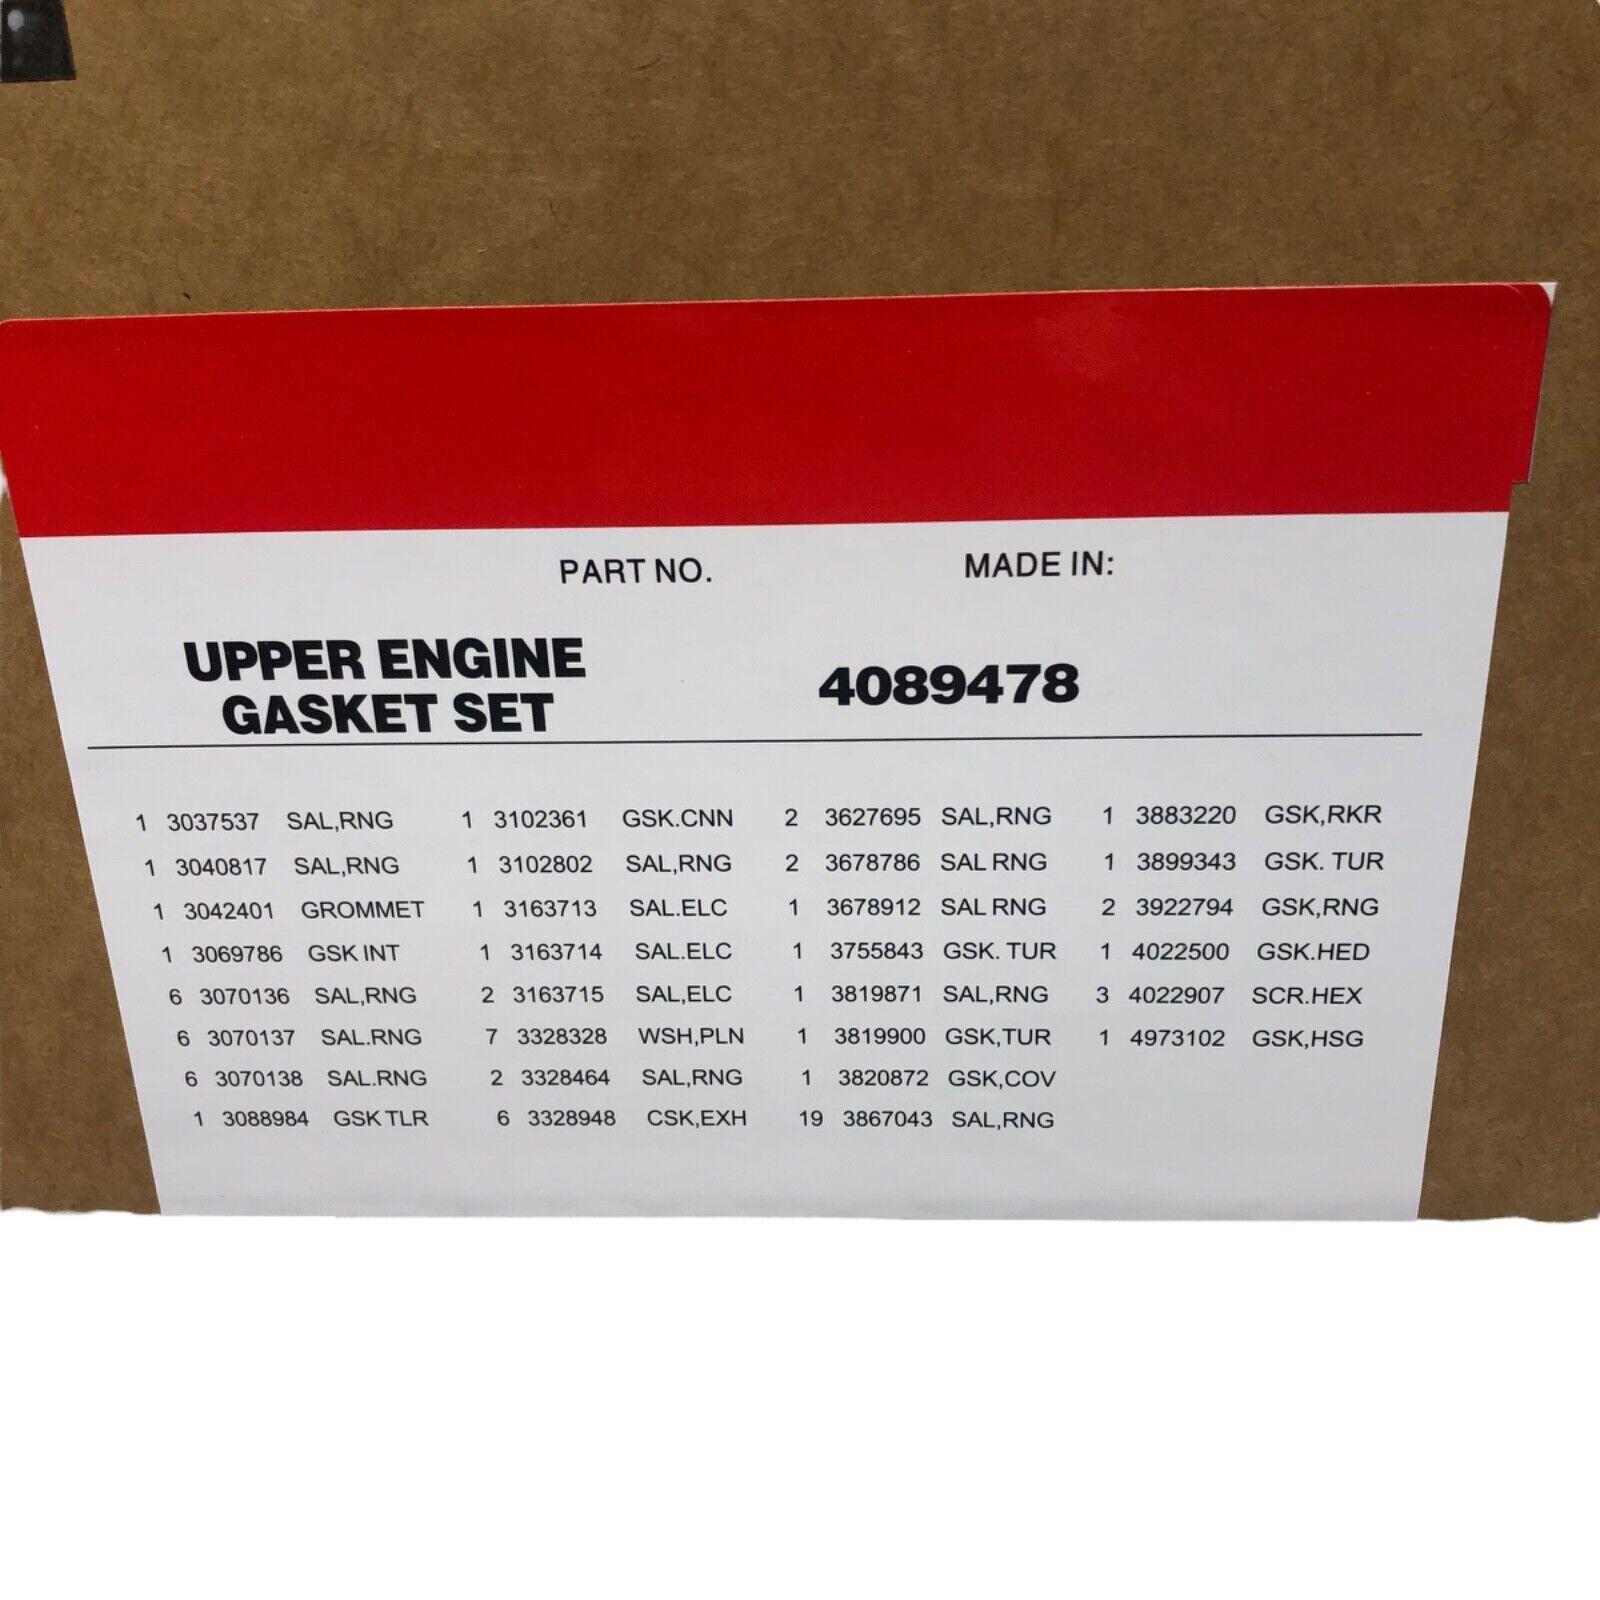 PART NO. MADE IN:
UPPER ENGINE
GASKET SET
4089478
1 3037537 SAL,RNG 1 3102361 GSK.CNN 2 3627695 SAL,RNG 1 3883220 GSK,RKR
1 3040817 SAL,RNG 1 3102802 SAL,RNG 2 3678786 SAL RNG 1 3899343 GSK. TUR
1 3042401 GROMMET 1 3163713 SAL.ELC 1 3678912 SAL RNG 2 3922794 GSK,RNG
1 3069786 GSK INT 1 3163714 SAL.ELC 1 3755843 GSK. TUR 1 4022500 GSK.HED
6 3070136 SAL,RNG 2 3163715 SAL,ELC 1 3819871 SAL,RNG 3 4022907 SCR.HEX
6 3070137 SAL.RNG 7 3328328 WSH,PLN 1 3819900 GSK,TUR 1 4973102 GSK,HSG
6 3070138 SAL.RNG 2 3328464 SAL,RNG 1 3820872 GSK,COV
1 3088984 GSK TLR 6 3328948 CSK,EXH 19 3867043 SAL,RNG